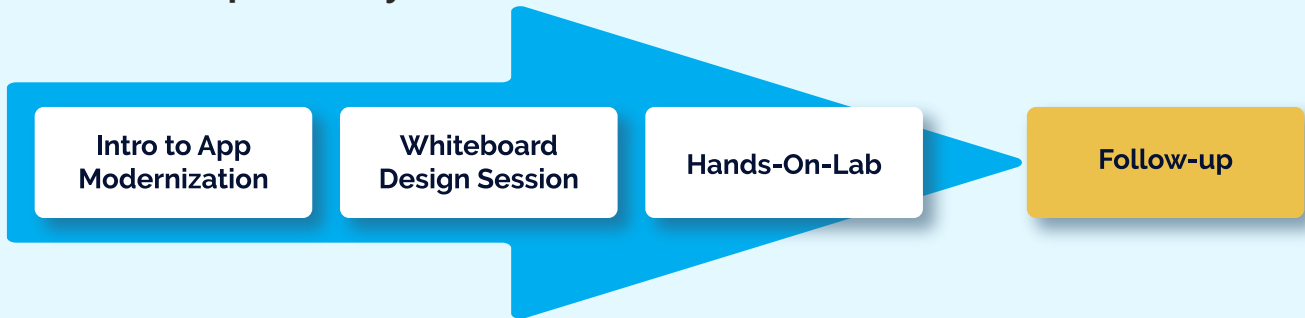 Intro to App
Modernization
Whiteboard
Design Session
Hands-On-Lab
Follow-up